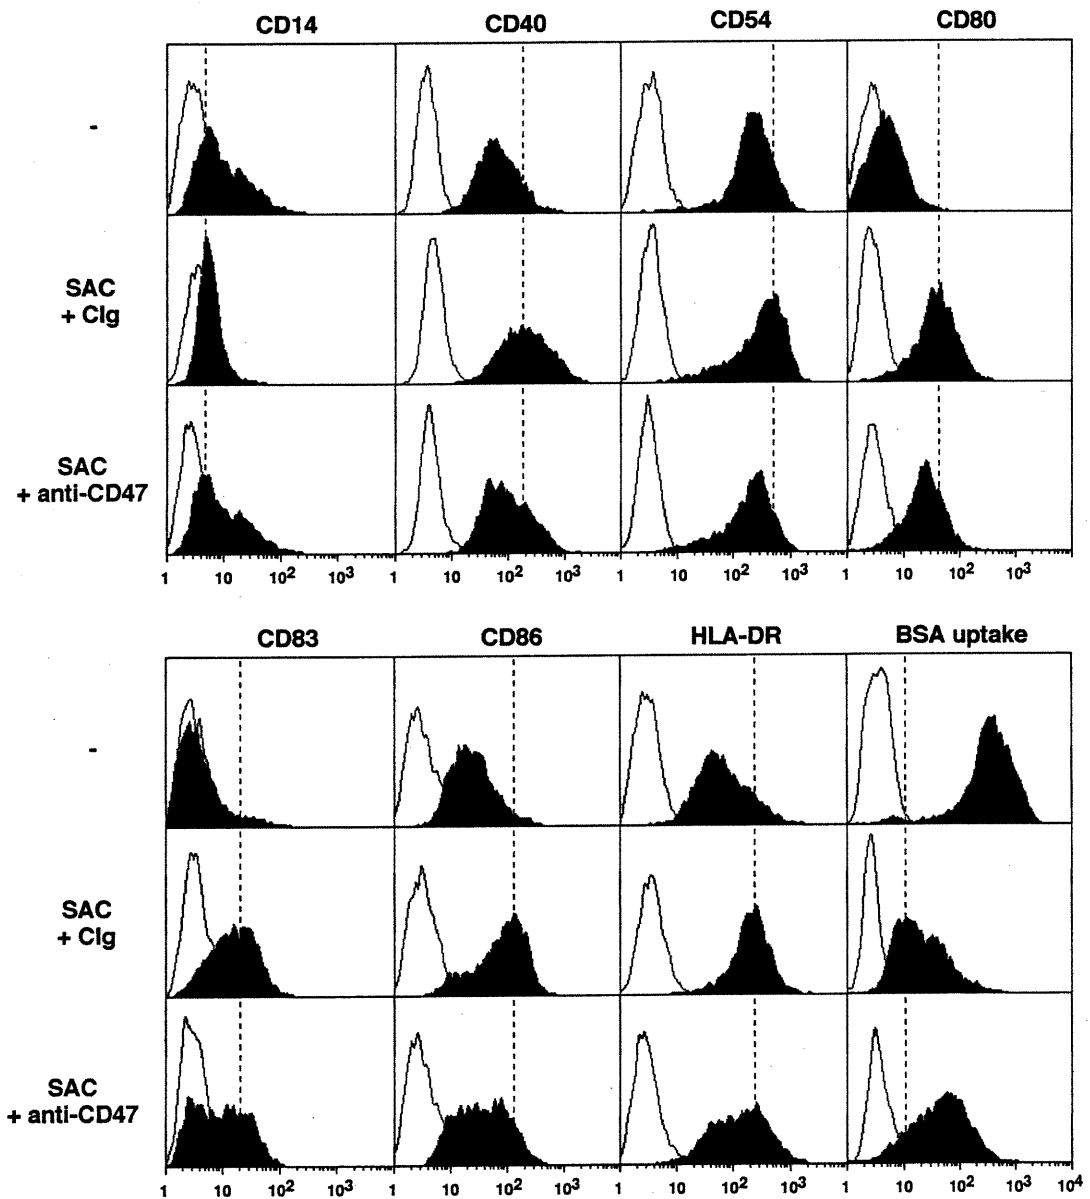 CD14 CD40 CD54 CD80
-
SAC
+ CIg
SAC
+ anti-CD47
1 10 10² 10³ 1 10 10² 10³ 1 10 10² 10³ 1 10 10² 10³
CD83 CD86 HLA-DR BSA uptake
-
SAC
+ CIg
SAC
+ anti-CD47
1 10 10² 10³ 1 10 10² 10³ 1 10 10² 10³ 1 10 10² 10³ 10⁴